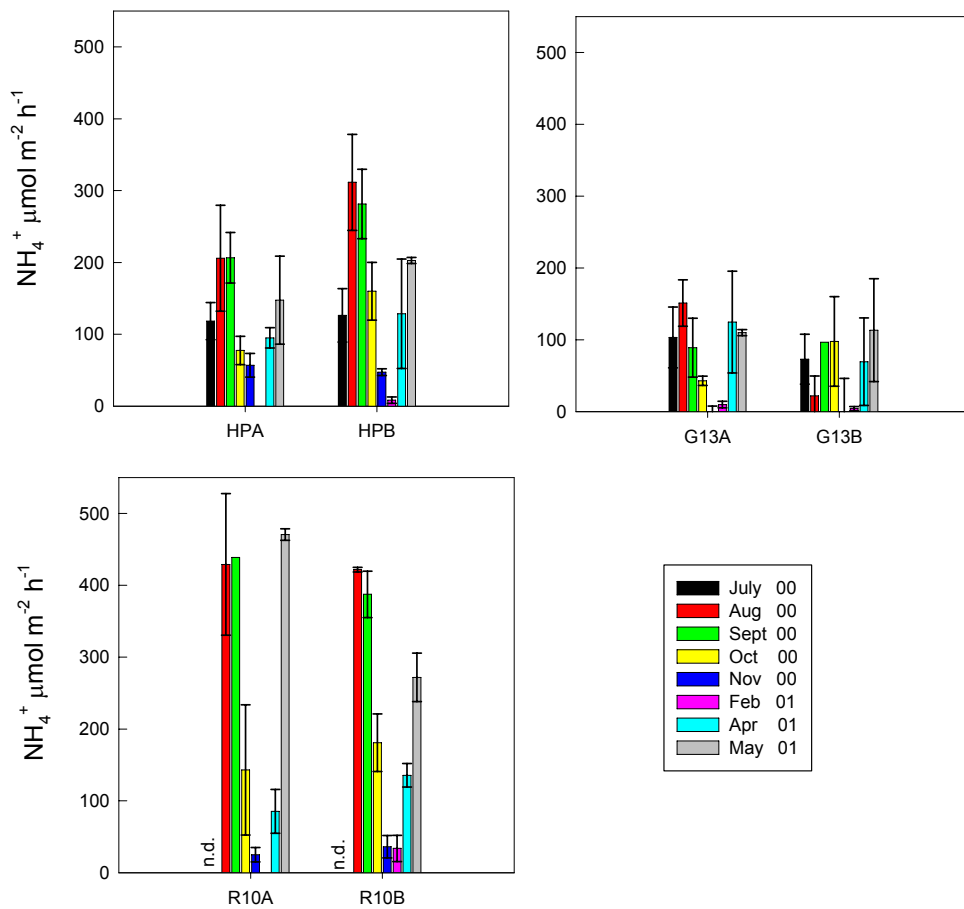 NH₄⁺ µmol m⁻² h⁻¹
500
400
300
200
100
0
HPA HPB
500
400
300
200
100
0
G13A G13B
NH₄⁺ µmol m⁻² h⁻¹
500
400
300
200
100
0
n.d. n.d.
R10A R10B
July 00
Aug 00
Sept 00
Oct 00
Nov 00
Feb 01
Apr 01
May 01